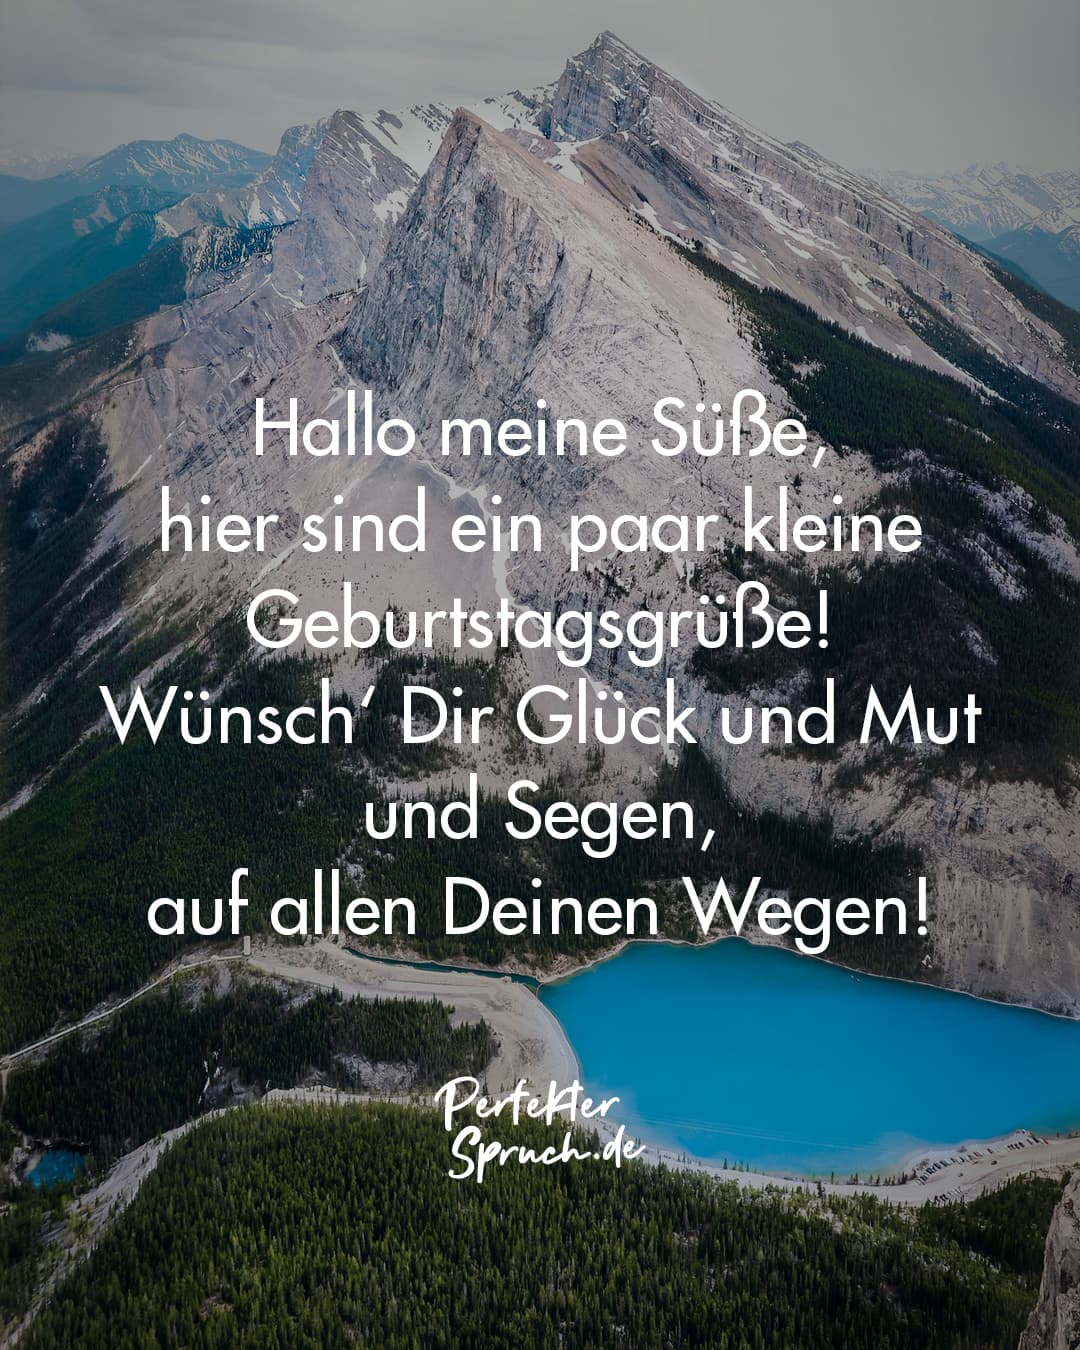 Hallo meine Süße,
hier sind ein paar kleine
Geburtstagsgrüße!
Wünsch‘ Dir Glück und Mut
und Segen,
auf allen Deinen Wegen!
Perfekter
Spruch.de